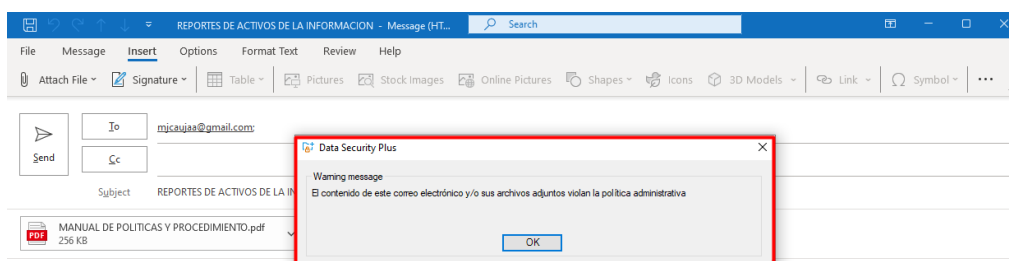 REPORTES DE ACTIVOS DE LA INFORMACION - Message (HT... Search
File Message Insert Options Format Text Review Help
Attach File Signature Table Pictures Stock Images Online Pictures Shapes Icons 3D Models Link Symbol ...
To mjcaujaa@gmail.com;
Send Cc
Subject REPORTES DE ACTIVOS DE LA IN
MANUAL DE POLITICAS Y PROCEDIMIENTO.pdf
PDF 256 KB
Data Security Plus
Warning message
El contenido de este correo electrónico y/o sus archivos adjuntos violan la política administrativa
OK